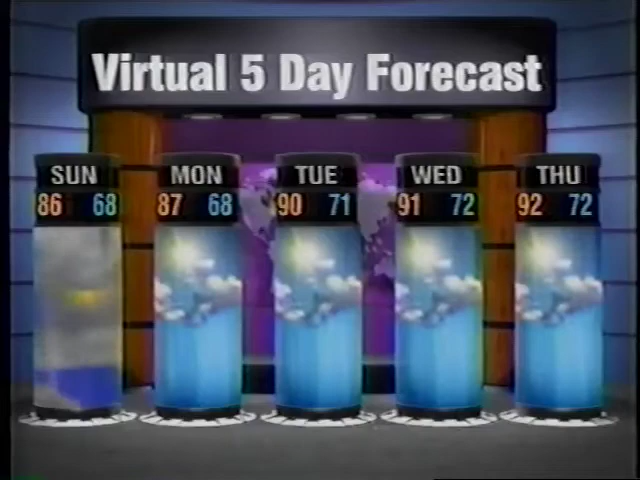 Virtual 5 Day Forecast
SUN MON TUE WED THU
86 68 87 68 90 71 91 72 92 72